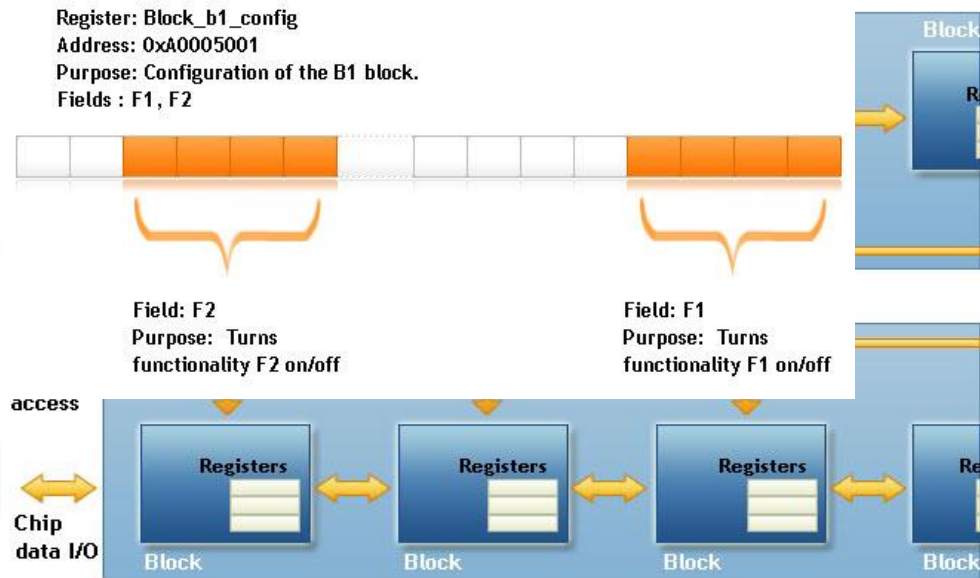 Register: Block_b1_config
Address: 0xA0005001
Purpose: Configuration of the B1 block.
Fields : F1, F2
Block
Field: F2
Purpose: Turns
functionality F2 on/off
Field: F1
Purpose: Turns
functionality F1 on/off
access
Registers
Registers
Registers
Chip
data I/O
Block
Block
Block
Block